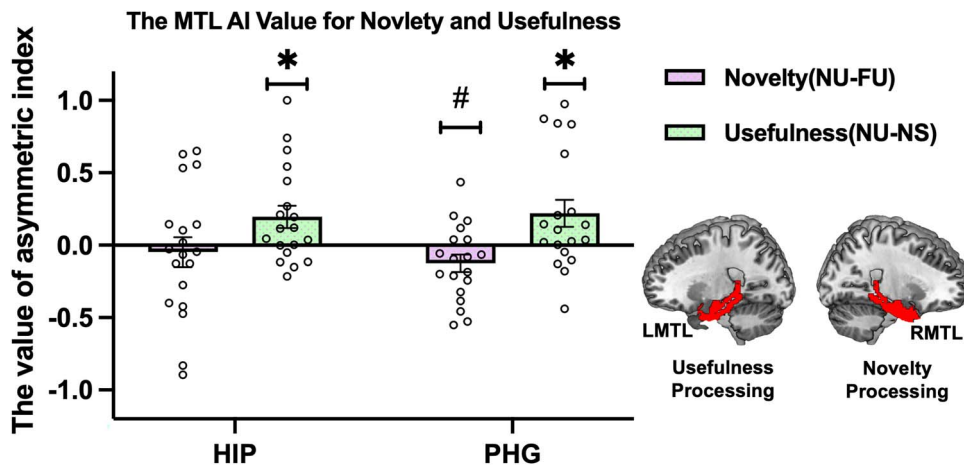 The MTL AI Value for Novlety and Usefulness
The value of asymmetric index
1.0
0.5
0.0
-0.5
-1.0
*
#
*
HIP
PHG
Novelty(NU-FU)
Usefulness(NU-NS)
LMTL
RMTL
Usefulness
Processing
Novelty
Processing